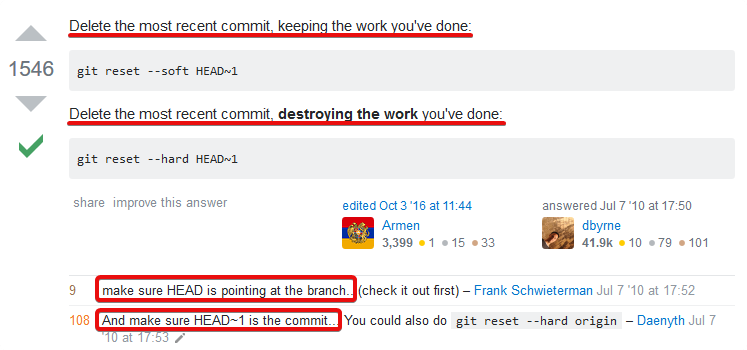 Delete the most recent commit, keeping the work you've done:
1546
git reset --soft HEAD~1
Delete the most recent commit, destroying the work you've done:
git reset --hard HEAD~1
share improve this answer
edited Oct 3 '16 at 11:44
answered Jul 7 '10 at 17:50
Armen
dbyrne
3,399 ●1 ●15 ●33
41.9k ●10 ●79 ●101
9 make sure HEAD is pointing at the branch.. (check it out first) – Frank Schwieterman Jul 7 '10 at 17:52
108 And make sure HEAD~1 is the commit... You could also do git reset --hard origin – Daenyth Jul 7
'10 at 17:53